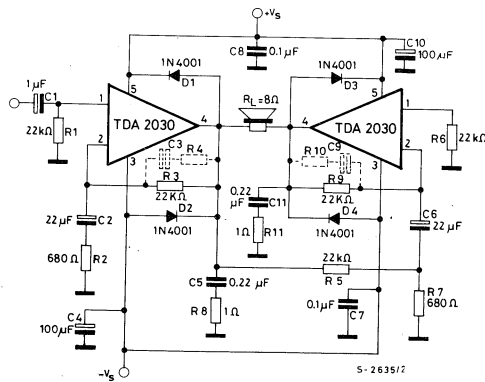 +Vs
C10
100µF
C8
0.1µF
1N4001
D1
1N4001
D3
1µF
C1
1
5
TDA 2030
4
RL=8Ω
4
5
1
TDA 2030
22kΩ
R1
2
3
C3
R4
R10
C9
3
2
R6
22kΩ
R3
22KΩ
0.22
µF
C11
R9
22KΩ
22µF
C2
D2
1N4001
1Ω
R11
D4
1N4001
C6
22µF
680Ω
R2
C5
0.22 µF
22kΩ
R5
R8
1Ω
0.1µF
C7
R7
680Ω
C4
100µF
-Vs
S-2635/2